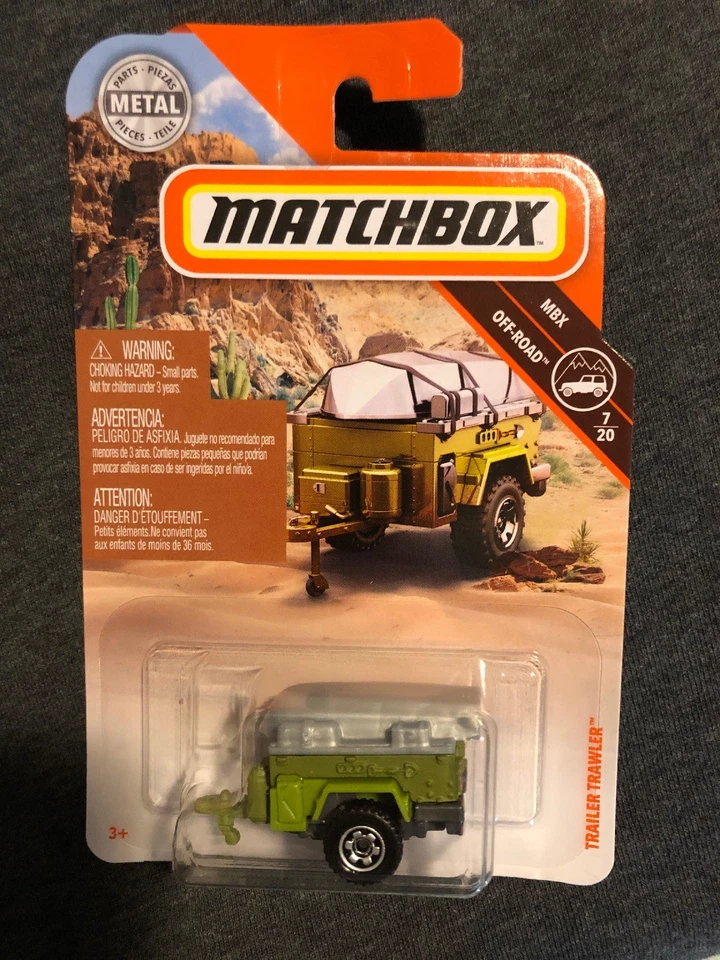 PARTS - PIEZAS
METAL
PIECES - TEILE
MATCHBOX™
MBX
OFF-ROAD™
7
20
WARNING:
CHOKING HAZARD – Small parts.
Not for children under 3 years.
ADVERTENCIA:
PELIGRO DE ASFIXIA. Juguete no recomendado para
menores de 3 años. Contiene piezas pequeñas que podrían
provocar asfixia en caso de ser ingeridas por el niño/a.
ATTENTION:
DANGER D'ÉTOUFFEMENT –
Petits éléments.Ne convient pas
aux enfants de moins de 36 mois.
TRAILER TRAWLER™
3+